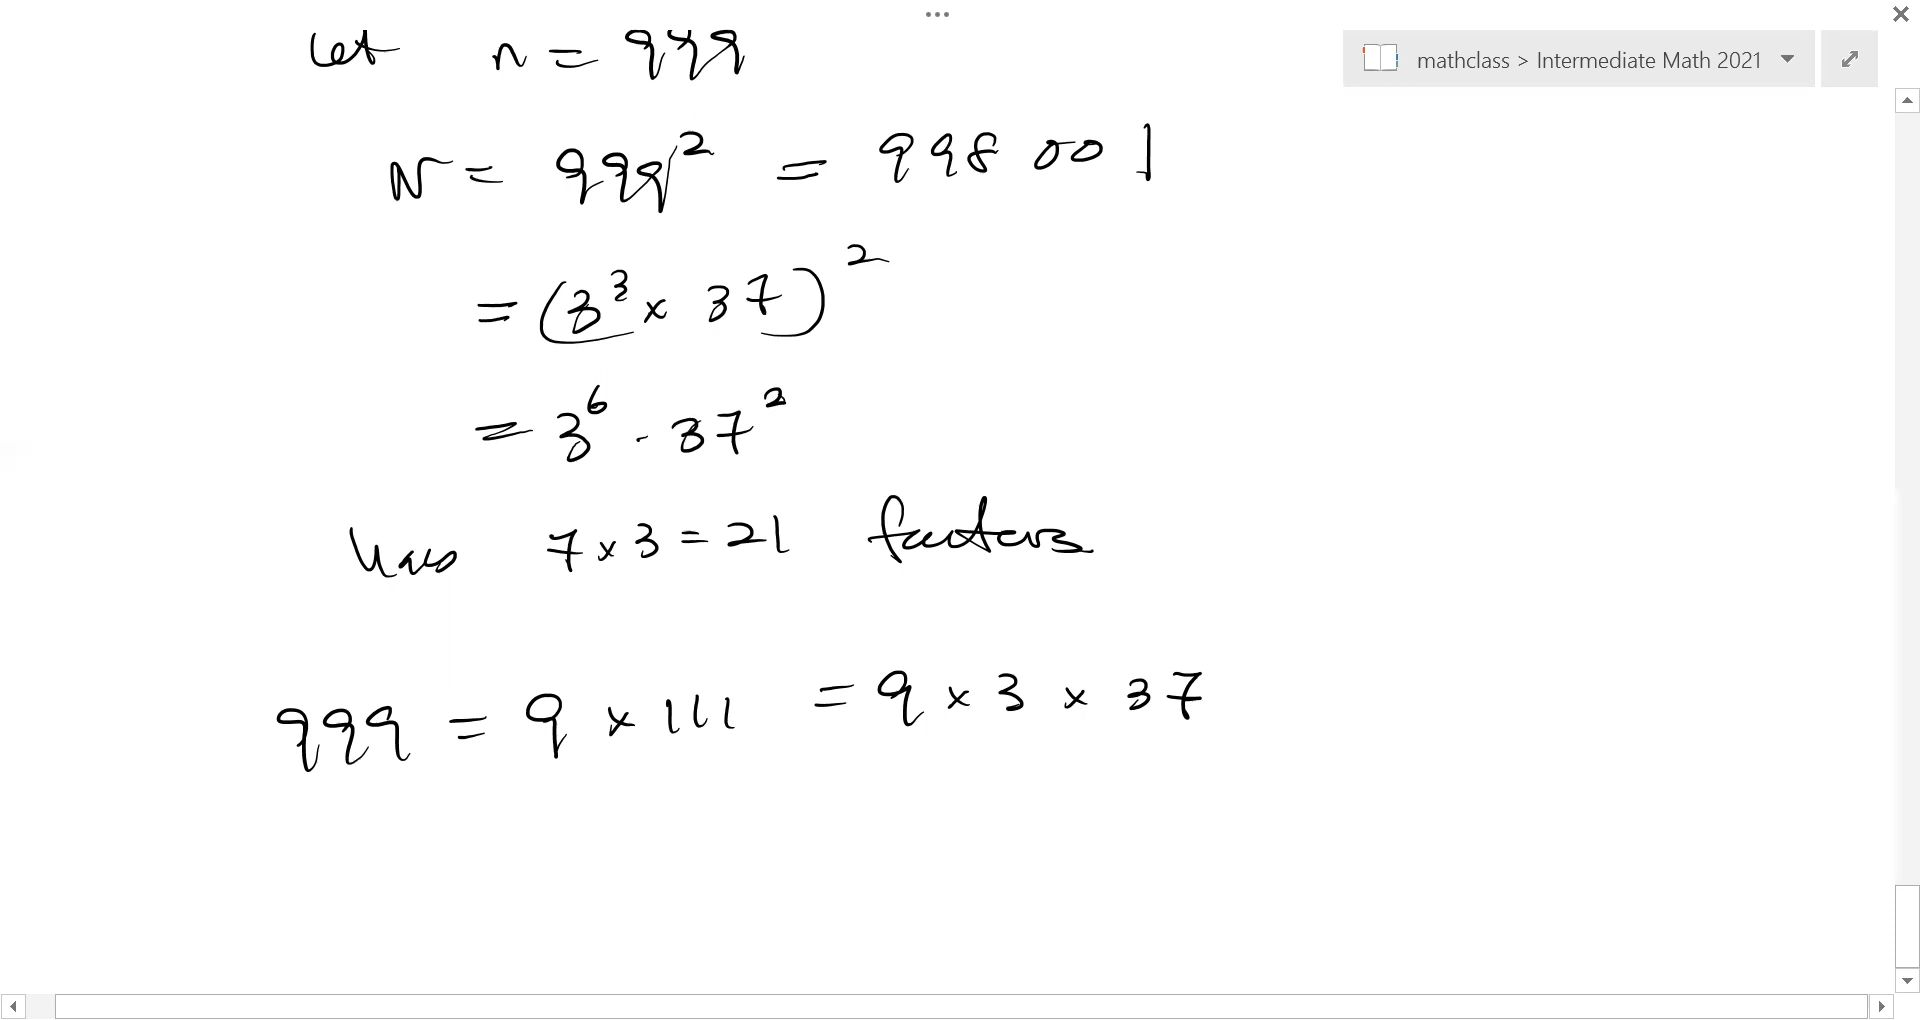 let n = 999
mathclass > Intermediate Math 2021
N = 999² = 998 001
= (3³ × 37)²
= 3⁶ · 37²
has 7 × 3 = 21 factors
999 = 9 × 111 = 9 × 3 × 37